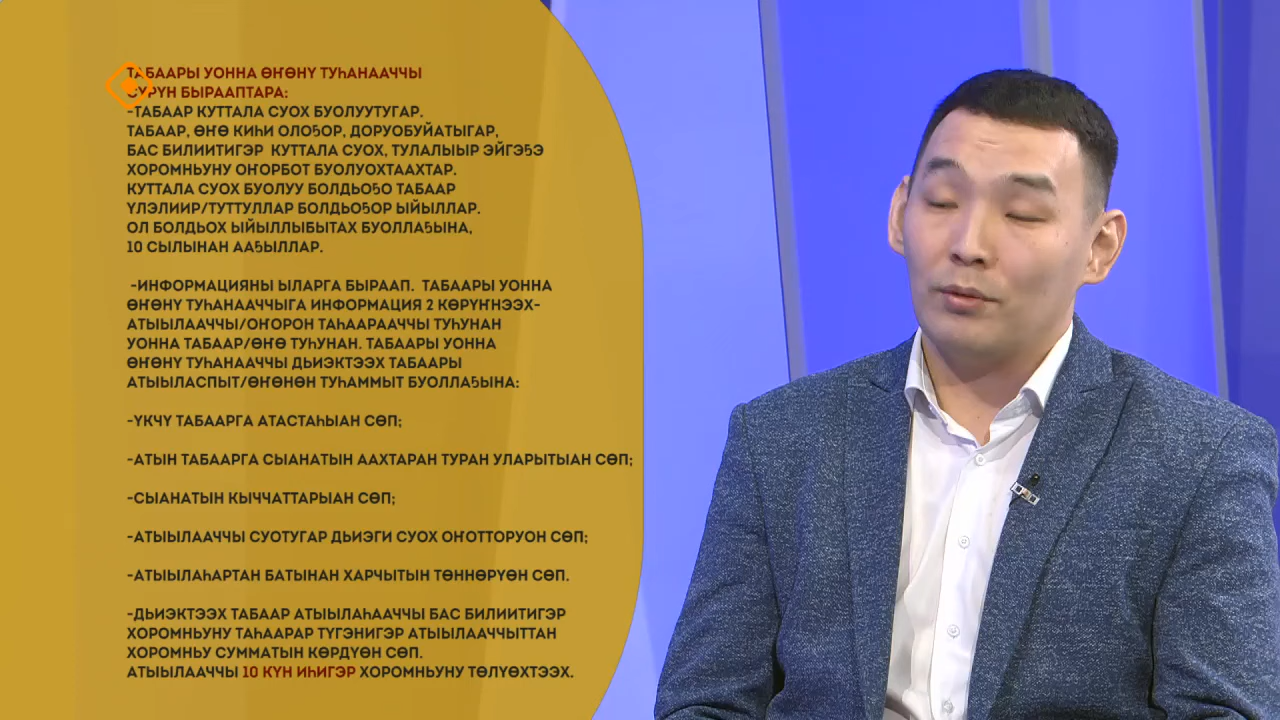 ТАБААРЫ УОННА ӨҤӨНҮ ТУҺАНААЧЧЫ
СҮРҮН БЫРААПТАРА:
-ТАБААР КУТТАЛА СУОХ БУОЛУУТУГАР.
ТАБААР, ӨҤӨ КИҺИ ОЛОҔОР, ДОРУОБУЙАТЫГАР,
БАС БИЛИИТИГЭР КУТТАЛА СУОХ, ТУЛАЛЫЫР ЭЙГЭҔЭ
ХОРОМНЬУНУ ОҤОРБОТ БУОЛУОХТААХТАР.
КУТТАЛА СУОХ БУОЛУУ БОЛДЬОҔО ТАБААР
ҮЛЭЛИИР/ТУТТУЛЛАР БОЛДЬОҔОР ЫЙЫЛЛАР.
ОЛ БОЛДЬОХ ЫЙЫЛЛЫБЫТАХ БУОЛЛАҔЫНА,
10 СЫЛЫНАН ААҔЫЛЛАР.
-ИНФОРМАЦИЯНЫ ЫЛАРГА БЫРААП. ТАБААРЫ УОННА
ӨҤӨНҮ ТУҺАНААЧЧЫГА ИНФОРМАЦИЯ 2 КӨРҮҤНЭЭХ-
АТЫЫЛААЧЧЫ/ОҤОРОН ТАҺААРААЧЧЫ ТУҺУНАН
УОННА ТАБААР/ӨҤӨ ТУҺУНАН. ТАБААРЫ УОННА
ӨҤӨНҮ ТУҺАНААЧЧЫ ДЬИЭКТЭЭХ ТАБААРЫ
АТЫЫЛАСПЫТ/ӨҤӨНӨН ТУҺАММЫТ БУОЛЛАҔЫНА:
-ҮКЧҮ ТАБААРГА АТАСТАҺЫАН СӨП;
-АТЫН ТАБААРГА СЫАНАТЫН ААХТАРАН ТУРАН УЛАРЫТЫАН СӨП;
-СЫАНАТЫН КЫЧЧАТТАРЫАН СӨП;
-АТЫЫЛААЧЧЫ СУОТУГАР ДЬИЭГИ СУОХ ОҤОТТОРУОН СӨП;
-АТЫЫЛАҺАРТАН БАТЫНАН ХАРЧЫТЫН ТӨННӨРҮӨН СӨП.
-ДЬИЭКТЭЭХ ТАБААР АТЫЫЛАҺААЧЧЫ БАС БИЛИИТИГЭР
ХОРОМНЬУНУ ТАҺААРАР ТҮГЭНИГЭР АТЫЫЛААЧЧЫТТАН
ХОРОМНЬУ СУММАТЫН КӨРДҮӨН СӨП.
АТЫЫЛААЧЧЫ 10 КҮН ИҺИГЭР ХОРОМНЬУНУ ТӨЛҮӨХТЭЭХ.